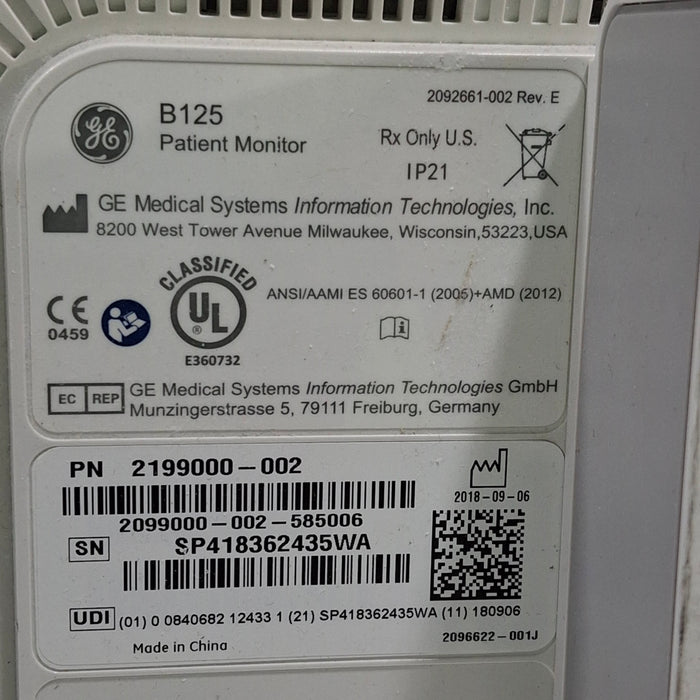 GE
B125
Patient Monitor
2092661-002 Rev. E
Rx Only U.S.
IP21
GE Medical Systems Information Technologies, Inc.
8200 West Tower Avenue Milwaukee, Wisconsin,53223,USA
CE
0459
CLASSIFIED
UL
®
E360732
ANSI/AAMI ES 60601-1 (2005)+AMD (2012)
i
EC REP
GE Medical Systems Information Technologies GmbH
Munzingerstrasse 5, 79111 Freiburg, Germany
PN 2199000-002
2018-09-06
2099000-002-585006
SN SP418362435WA
UDI (01) 0 0840682 12433 1 (21) SP418362435WA (11) 180906
2096622-001J
Made in China